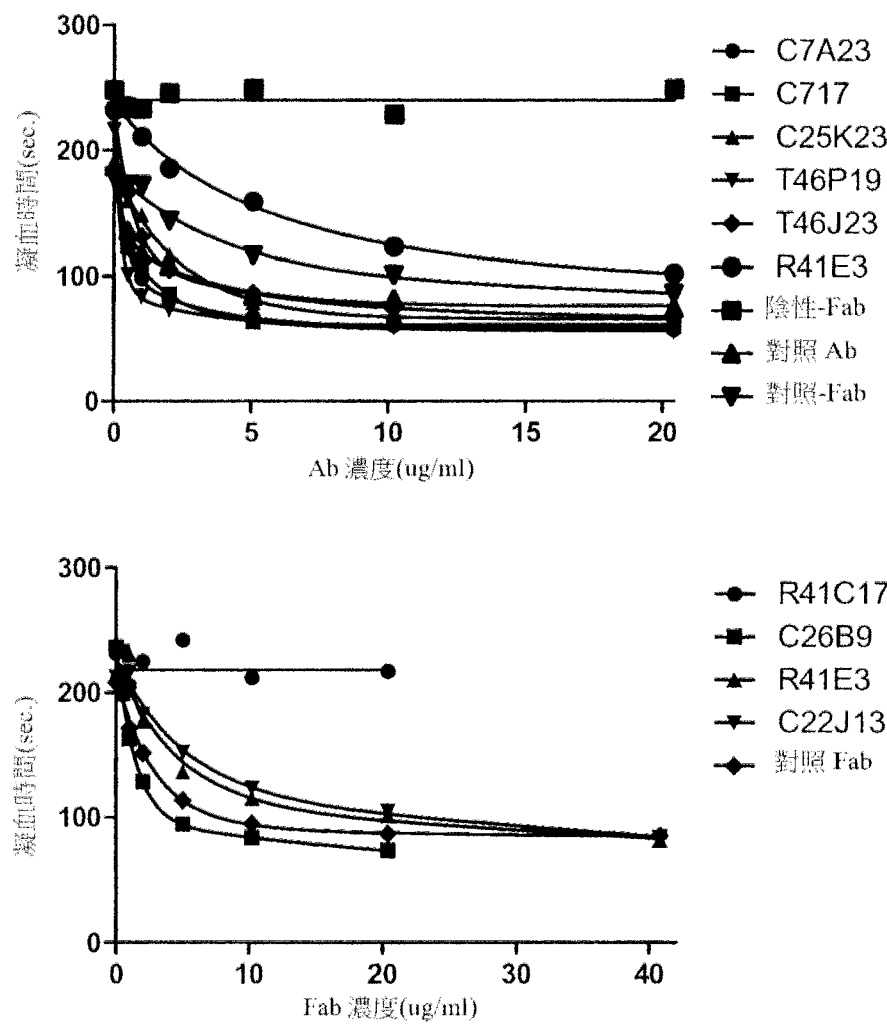 300
200
100
0
凝血時間(sec.)
0
5
10
15
20
Ab 濃度(ug/ml)
C7A23
C717
C25K23
T46P19
T46J23
R41E3
陰性-Fab
對照 Ab
對照-Fab
300
200
100
0
凝血時間(sec.)
0
10
20
30
40
Fab 濃度(ug/ml)
R41C17
C26B9
R41E3
C22J13
對照 Fab